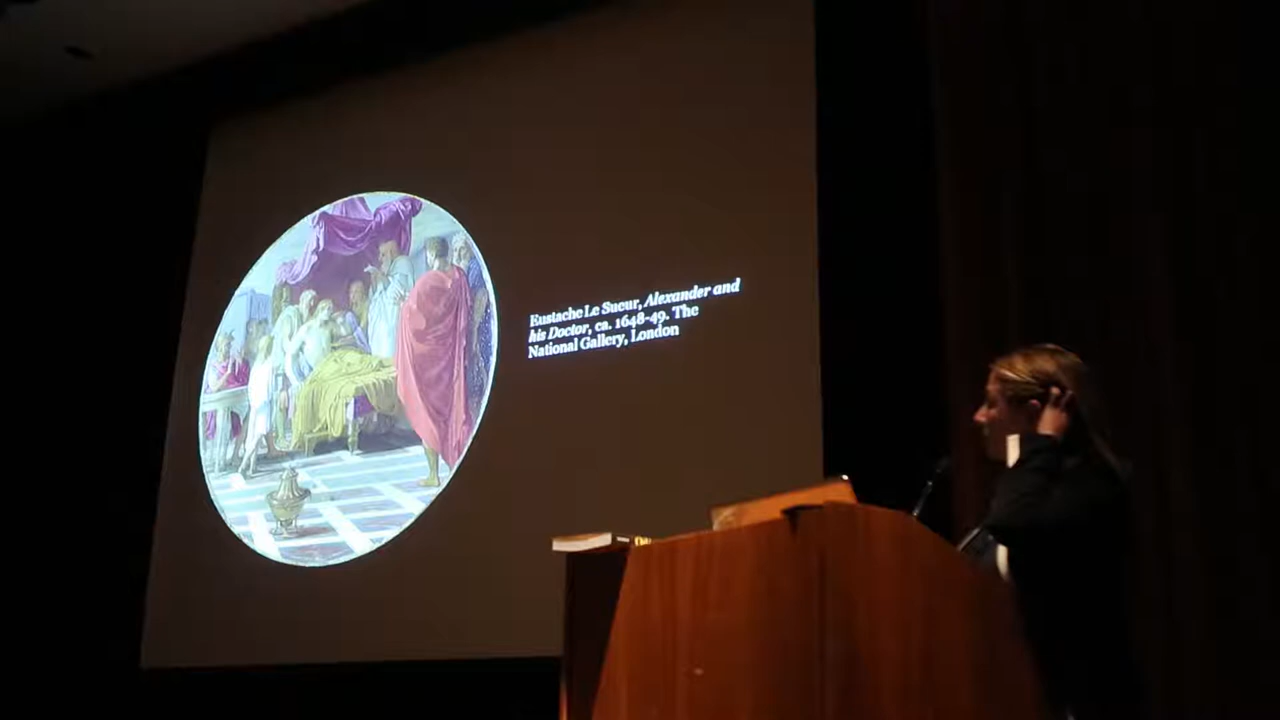 Eustache Le Sueur, Alexander and
his Doctor, ca. 1648-49. The
National Gallery, London